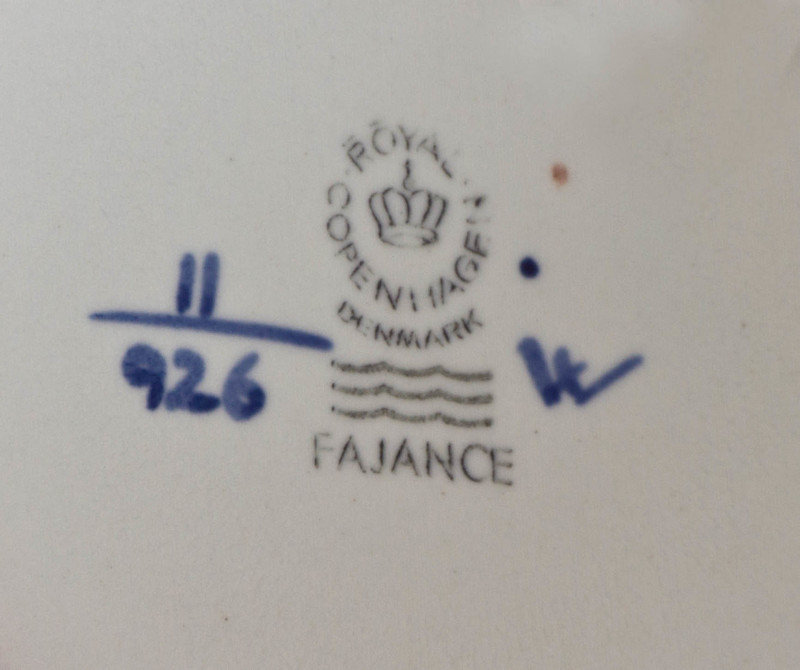 ROYAL COPENHAGEN
DENMARK
FAJANCE
11
926